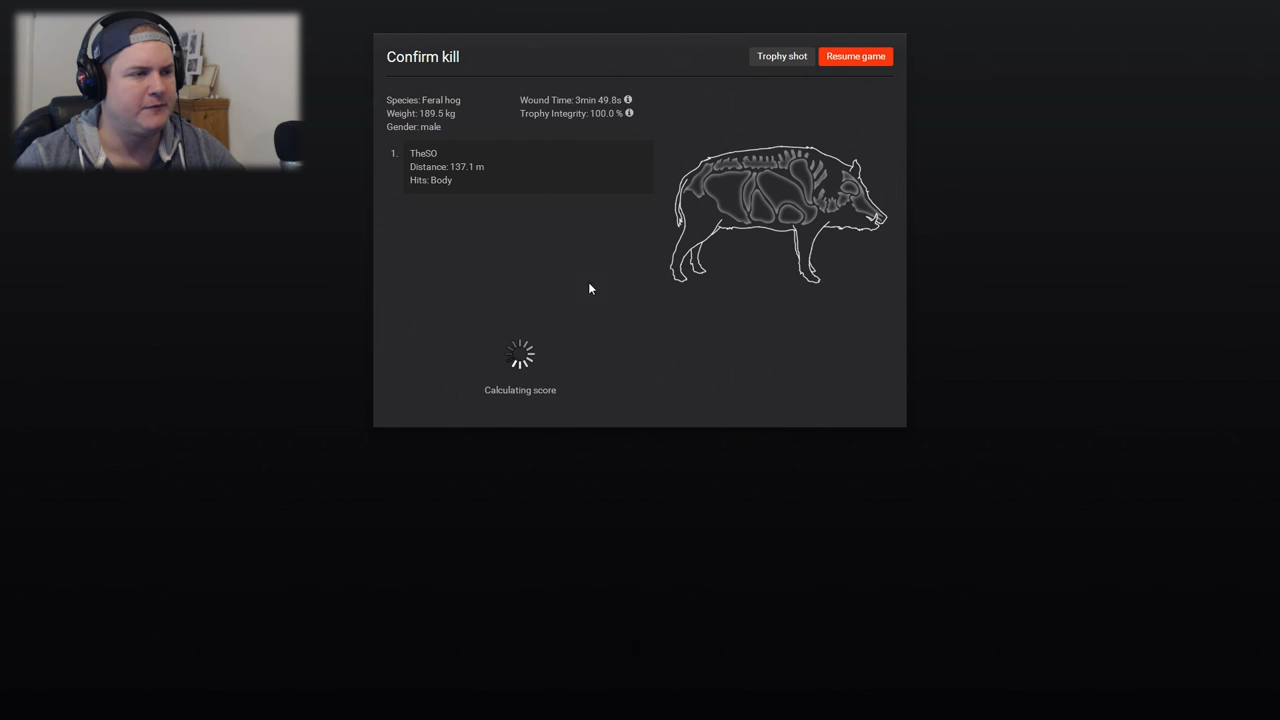 Confirm kill
Trophy shot
Resume game
Species: Feral hog
Wound Time: 3min 49.8s
Weight: 189.5 kg
Trophy Integrity: 100.0 %
Gender: male
1.
TheSO
Distance: 137.1 m
Hits: Body
Calculating score